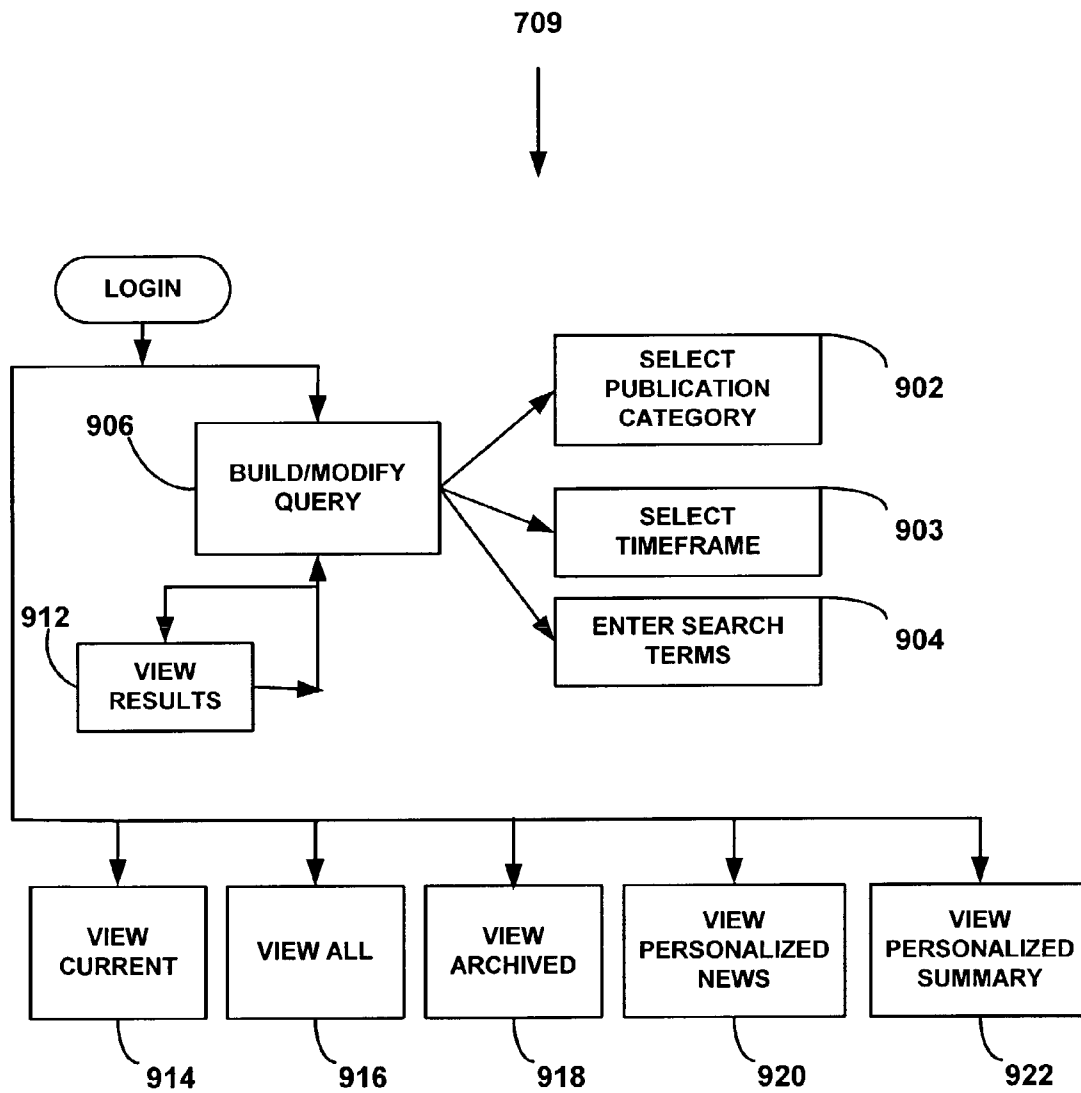 709
LOGIN
SELECT
PUBLICATION
CATEGORY
902
906
BUILD/MODIFY
QUERY
SELECT
TIMEFRAME
903
912
VIEW
RESULTS
ENTER SEARCH
TERMS
904
VIEW
CURRENT
VIEW ALL
VIEW
ARCHIVED
VIEW
PERSONALIZED
NEWS
VIEW
PERSONALIZED
SUMMARY
914
916
918
920
922